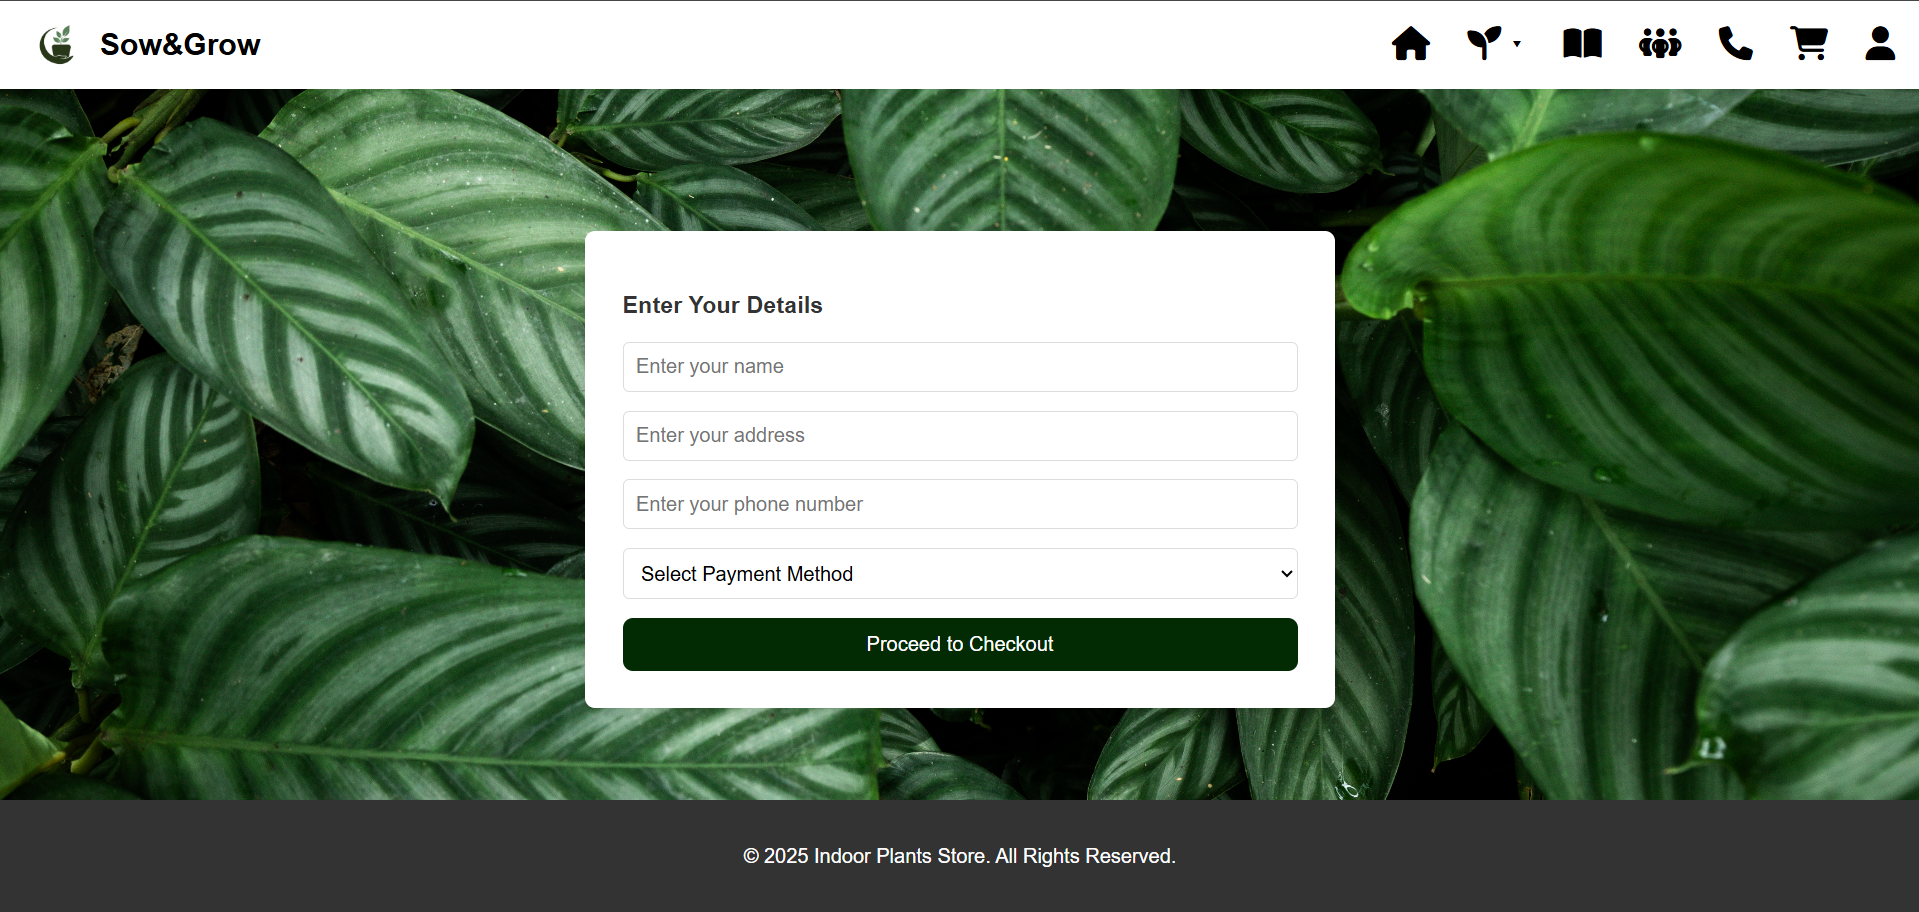 Sow&Grow
Enter Your Details
Enter your name
Enter your address
Enter your phone number
Select Payment Method
Proceed to Checkout
© 2025 Indoor Plants Store. All Rights Reserved.